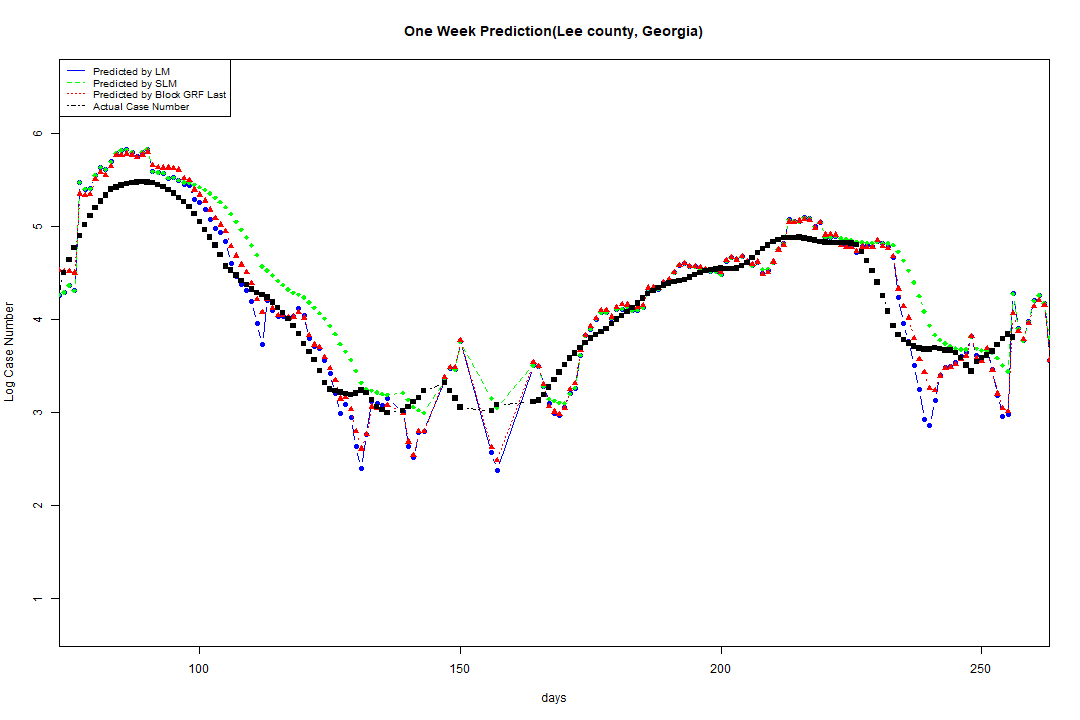 One Week Prediction(Lee county, Georgia)
Predicted by LM
Predicted by SLM
Predicted by Block GRF Last
Actual Case Number
6
5
4
3
2
1
Log Case Number
100 150 200 250
days